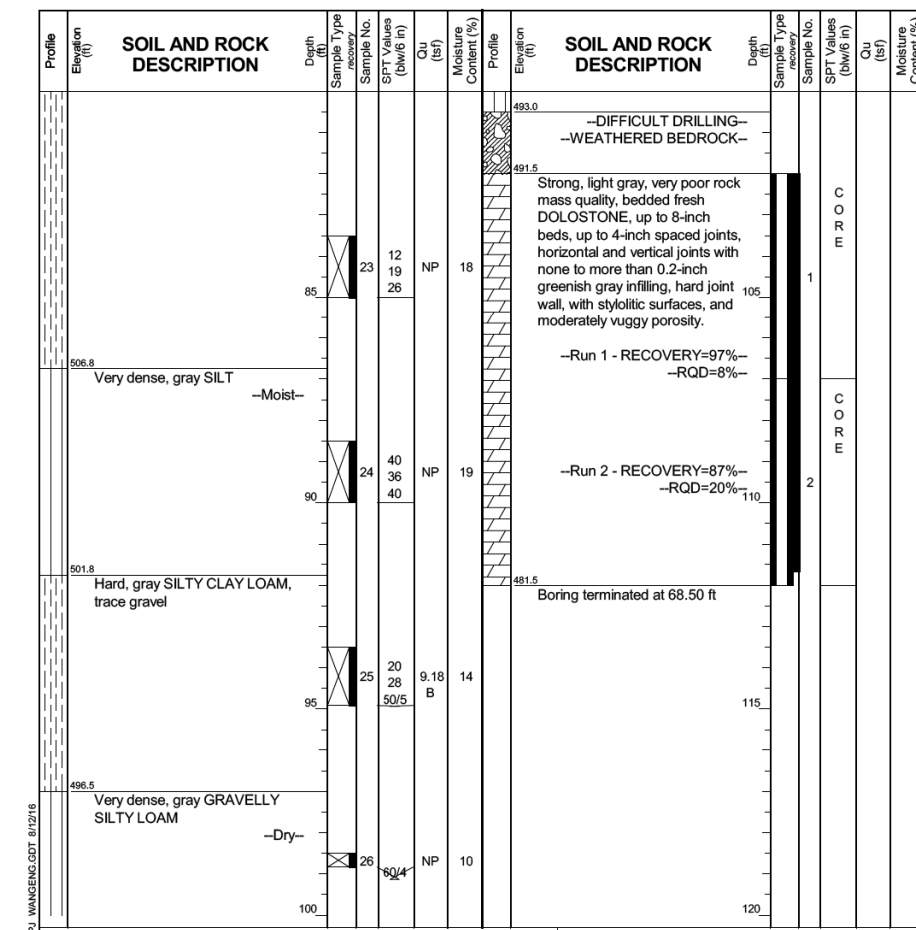 Profile
Elevation
(ft)
SOIL AND ROCK
DESCRIPTION
Depth
(ft)
Sample Type
recovery
Sample No.
SPT Values
(blw/6 in)
Qu
(tsf)
Moisture
Content (%)
Profile
Elevation
(ft)
SOIL AND ROCK
DESCRIPTION
Depth
(ft)
Sample Type
recovery
Sample No.
SPT Values
(blw/6 in)
Qu
(tsf)
Moisture
Content (%)
23
12
19
26
NP
18
85
506.8
Very dense, gray SILT
--Moist--
24
40
36
40
NP
19
90
501.8
Hard, gray SILTY CLAY LOAM,
trace gravel
25
20
28
50/5
9.18
B
14
95
496.5
Very dense, gray GRAVELLY
SILTY LOAM
--Dry--
26
60/4
NP
10
100
493.0
--DIFFICULT DRILLING--
--WEATHERED BEDROCK--
491.5
Strong, light gray, very poor rock
mass quality, bedded fresh
DOLOSTONE, up to 8-inch
beds, up to 4-inch spaced joints,
horizontal and vertical joints with
none to more than 0.2-inch
greenish gray infilling, hard joint
wall, with stylolitic surfaces, and
moderately vuggy porosity.
C
O
R
E
1
105
--Run 1 - RECOVERY=97%--
--RQD=8%--
C
O
R
E
--Run 2 - RECOVERY=87%--
--RQD=20%--
2
110
481.5
Boring terminated at 68.50 ft
115
120
WANGENG.GDT 8/12/16